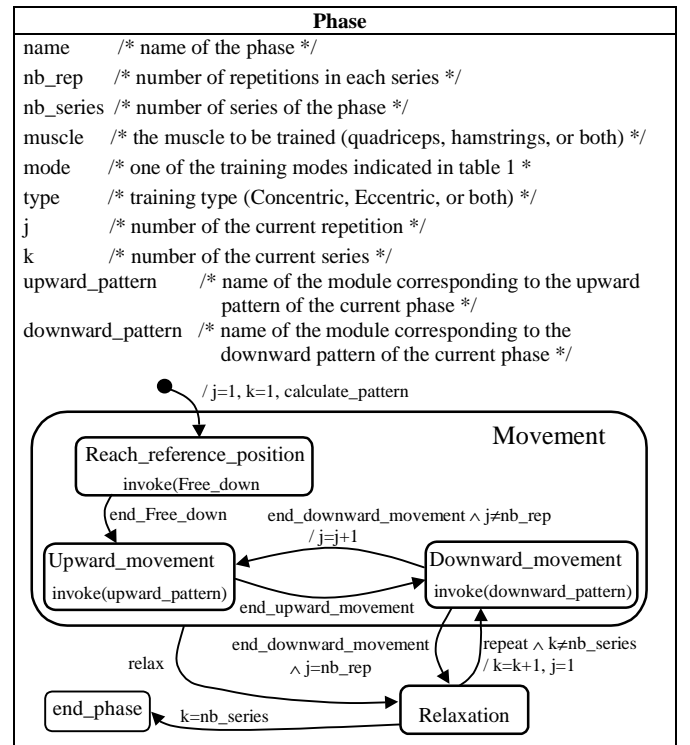 Phase
name /* name of the phase */
nb_rep /* number of repetitions in each series */
nb_series /* number of series of the phase */
muscle /* the muscle to be trained (quadriceps, hamstrings, or both) */
mode /* one of the training modes indicated in table 1 *
type /* training type (Concentric, Eccentric, or both) */
j /* number of the current repetition */
k /* number of the current series */
upward_pattern /* name of the module corresponding to the upward
pattern of the current phase */
downward_pattern /* name of the module corresponding to the
downward pattern of the current phase */
/ j=1, k=1, calculate_pattern
Movement
Reach_reference_position
invoke(Free_down
end_Free_down
end_downward_movement ∧ j≠nb_rep
/ j=j+1
Upward_movement
invoke(upward_pattern)
Downward_movement
invoke(downward_pattern)
end_upward_movement
relax
end_downward_movement
∧ j=nb_rep
repeat ∧ k≠nb_series
/ k=k+1, j=1
end_phase
k=nb_series
Relaxation